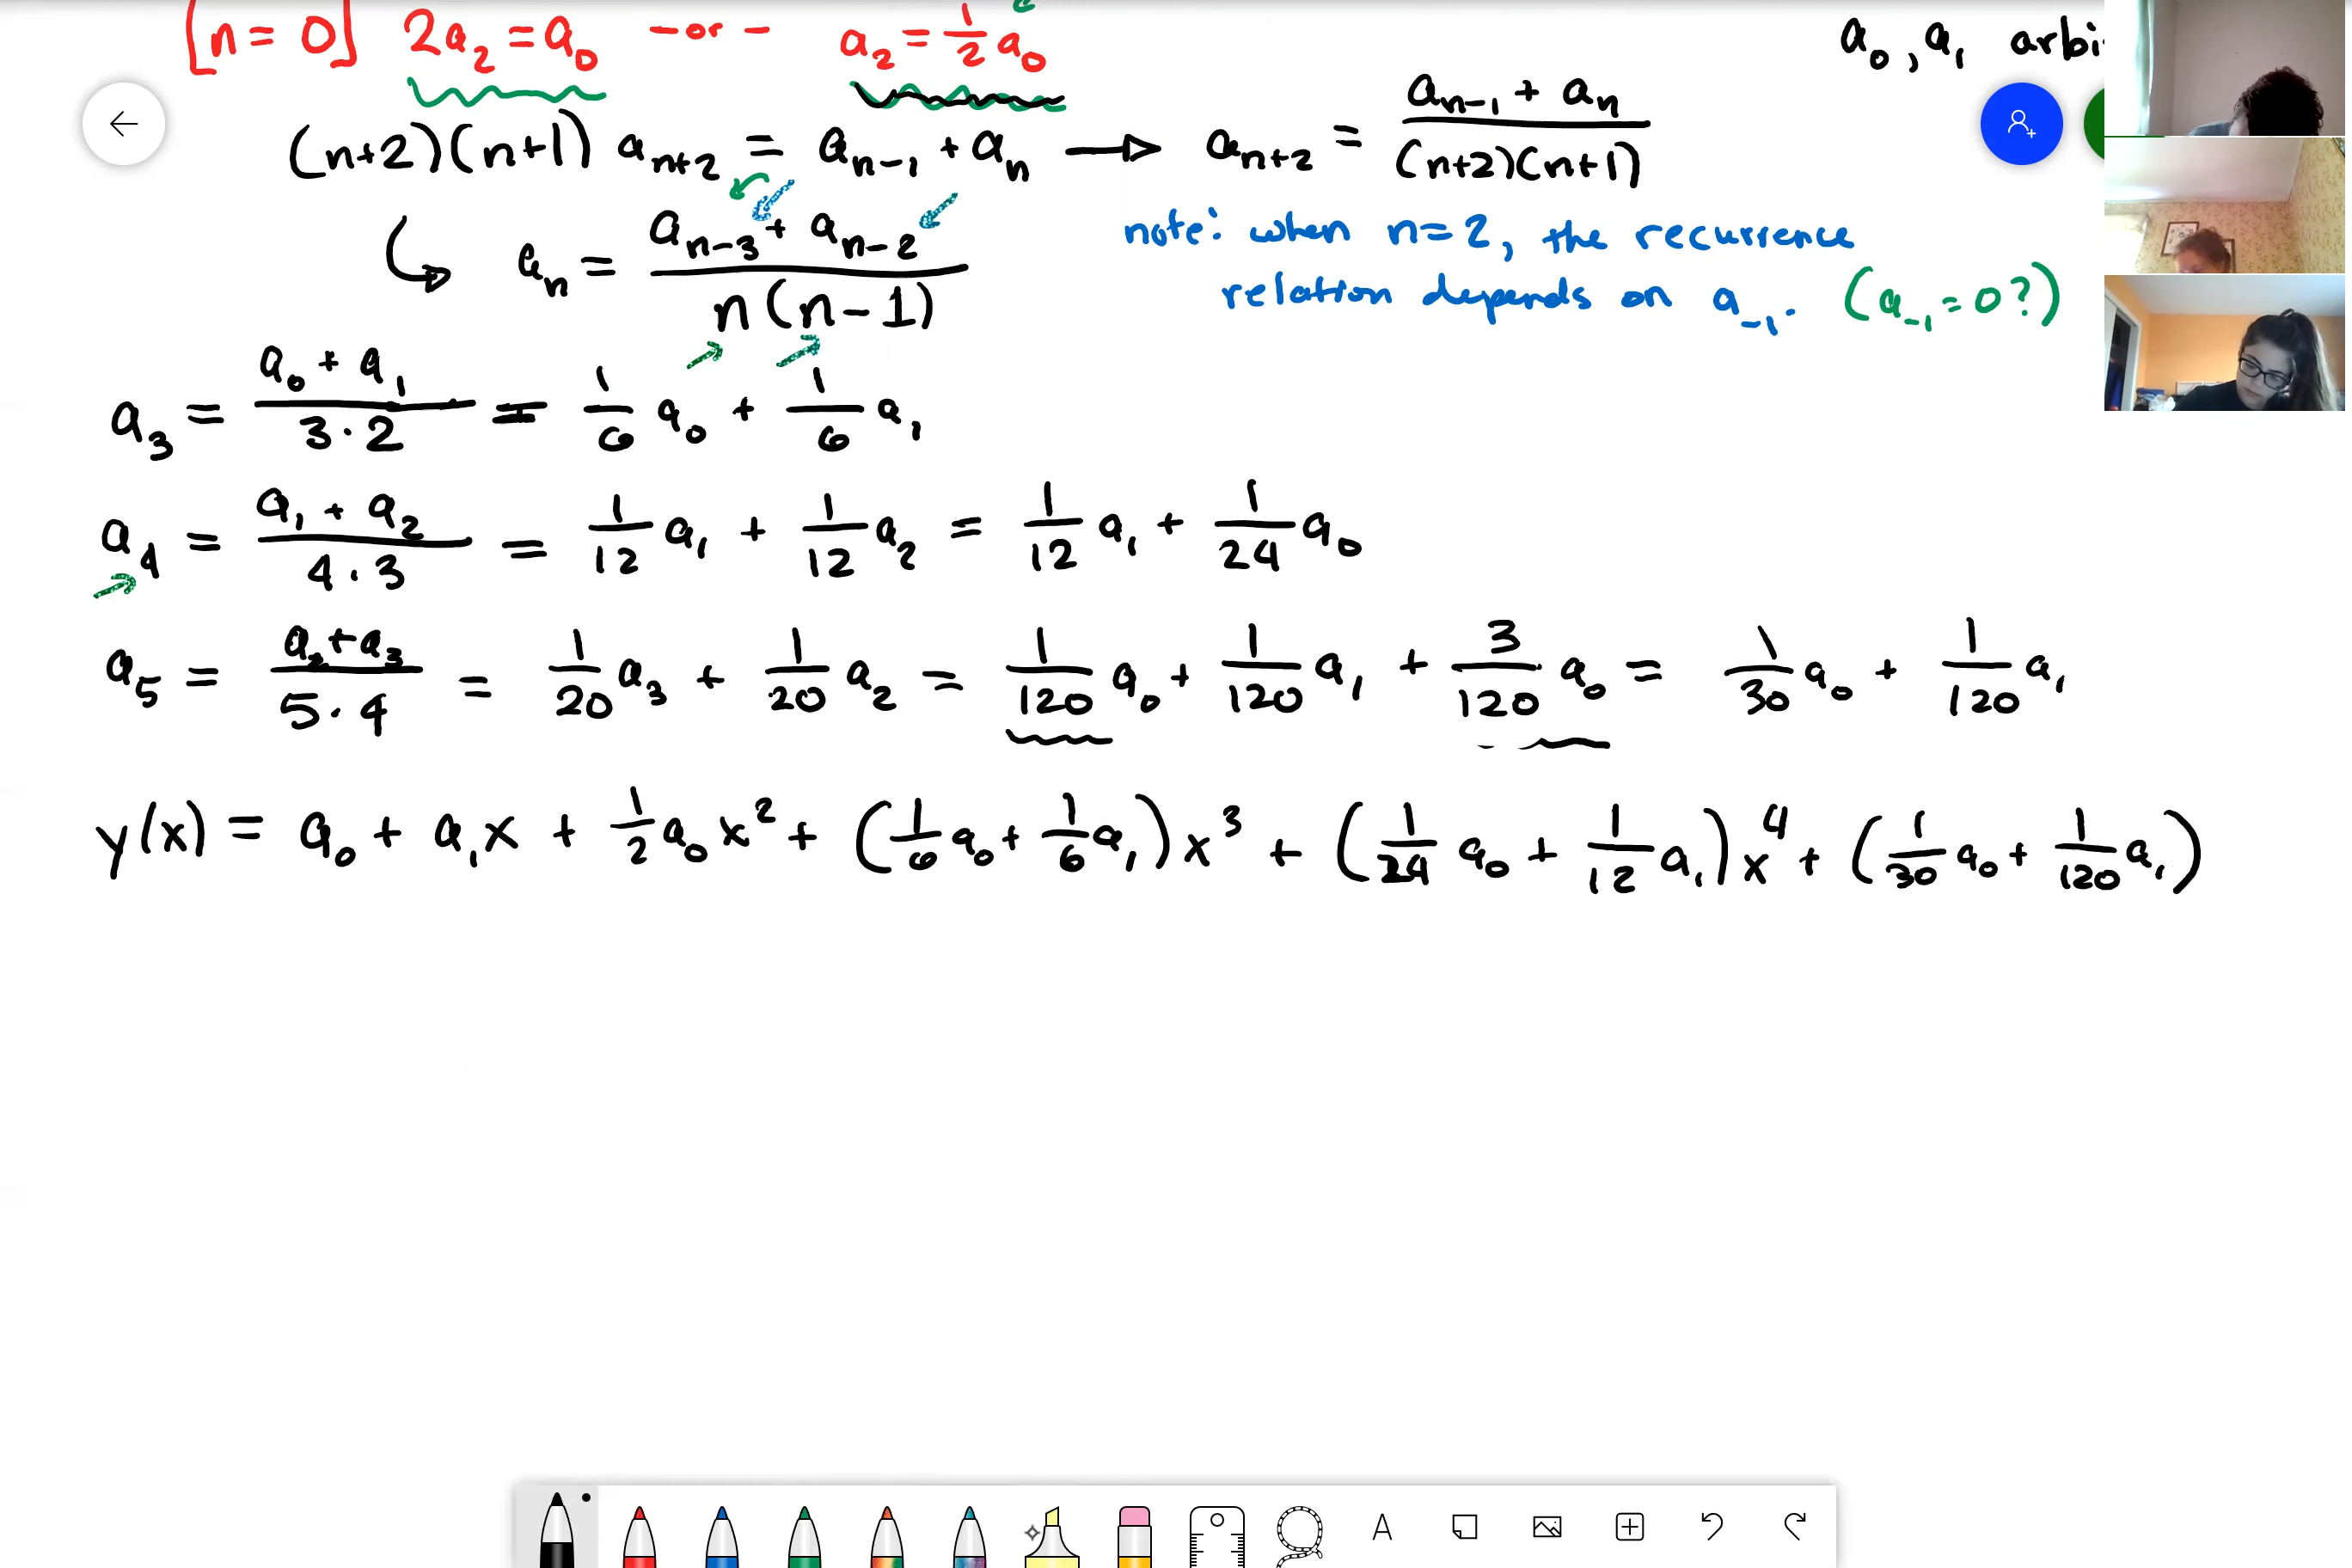 [n = 0] 2a₂ = a₀ -or- a₂ = 1/2 a₀
a₀, a₁ arbi
(n+2)(n+1) aₙ₊₂ = aₙ₋₁ + aₙ → aₙ₊₂ = (aₙ₋₁ + aₙ)/((n+2)(n+1))
↳ aₙ = (aₙ₋₃ + aₙ₋₂)/(n(n-1))
note: when n=2, the recurrence
relation depends on a₋₁. (a₋₁ = 0?)
a₃ = (a₀ + a₁)/(3·2) = 1/6 a₀ + 1/6 a₁
a₄ = (a₁ + a₂)/(4·3) = 1/12 a₁ + 1/12 a₂ = 1/12 a₁ + 1/24 a₀
a₅ = (a₂+a₃)/(5·4) = 1/20 a₃ + 1/20 a₂ = 1/120 a₀ + 1/120 a₁ + 3/120 a₀ = 1/30 a₀ + 1/120 a₁
y(x) = a₀ + a₁x + 1/2 a₀x² + (1/6 a₀ + 1/6 a₁)x³ + (1/24 a₀ + 1/12 a₁)x⁴ + (1/30 a₀ + 1/120 a₁)
A